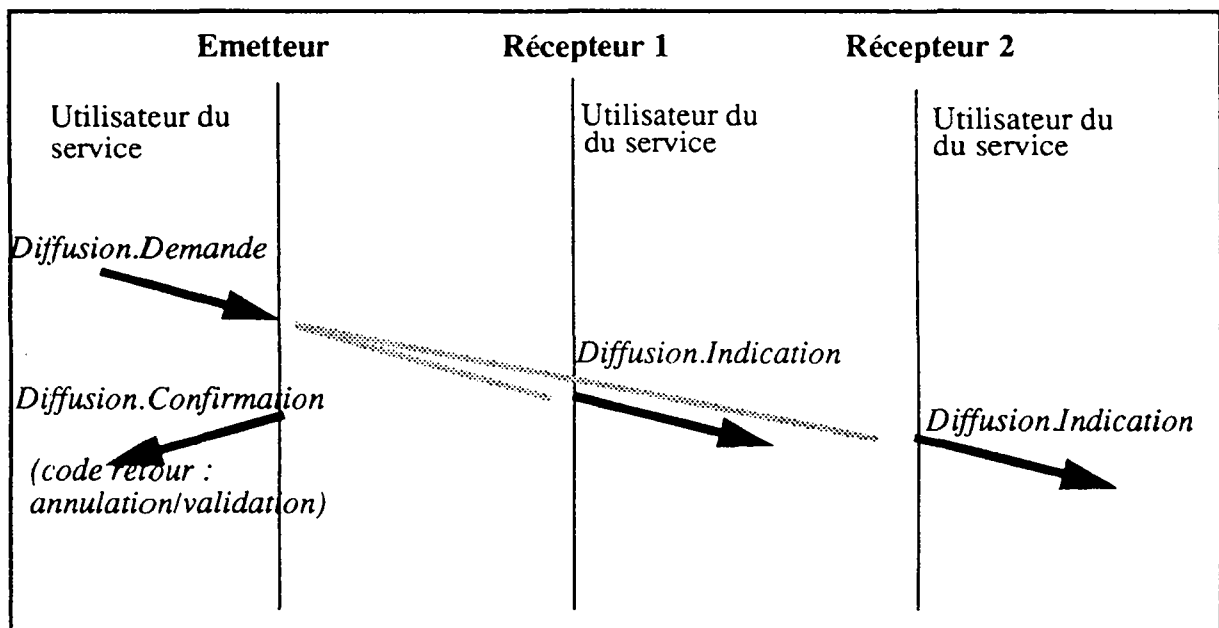 Emetteur
Récepteur 1
Récepteur 2
Utilisateur du
service
Utilisateur du
du service
Utilisateur du
du service
Diffusion.Demande
Diffusion.Indication
Diffusion.Confirmation
Diffusion.Indication
(code retour :
annulation/validation)